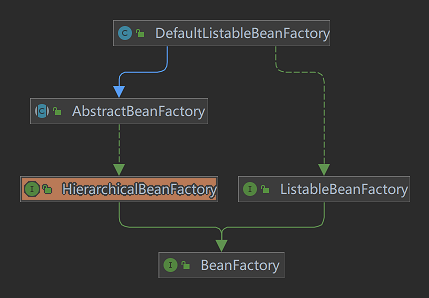 C DefaultListableBeanFactory
C AbstractBeanFactory
I HierarchicalBeanFactory
I ListableBeanFactory
I BeanFactory